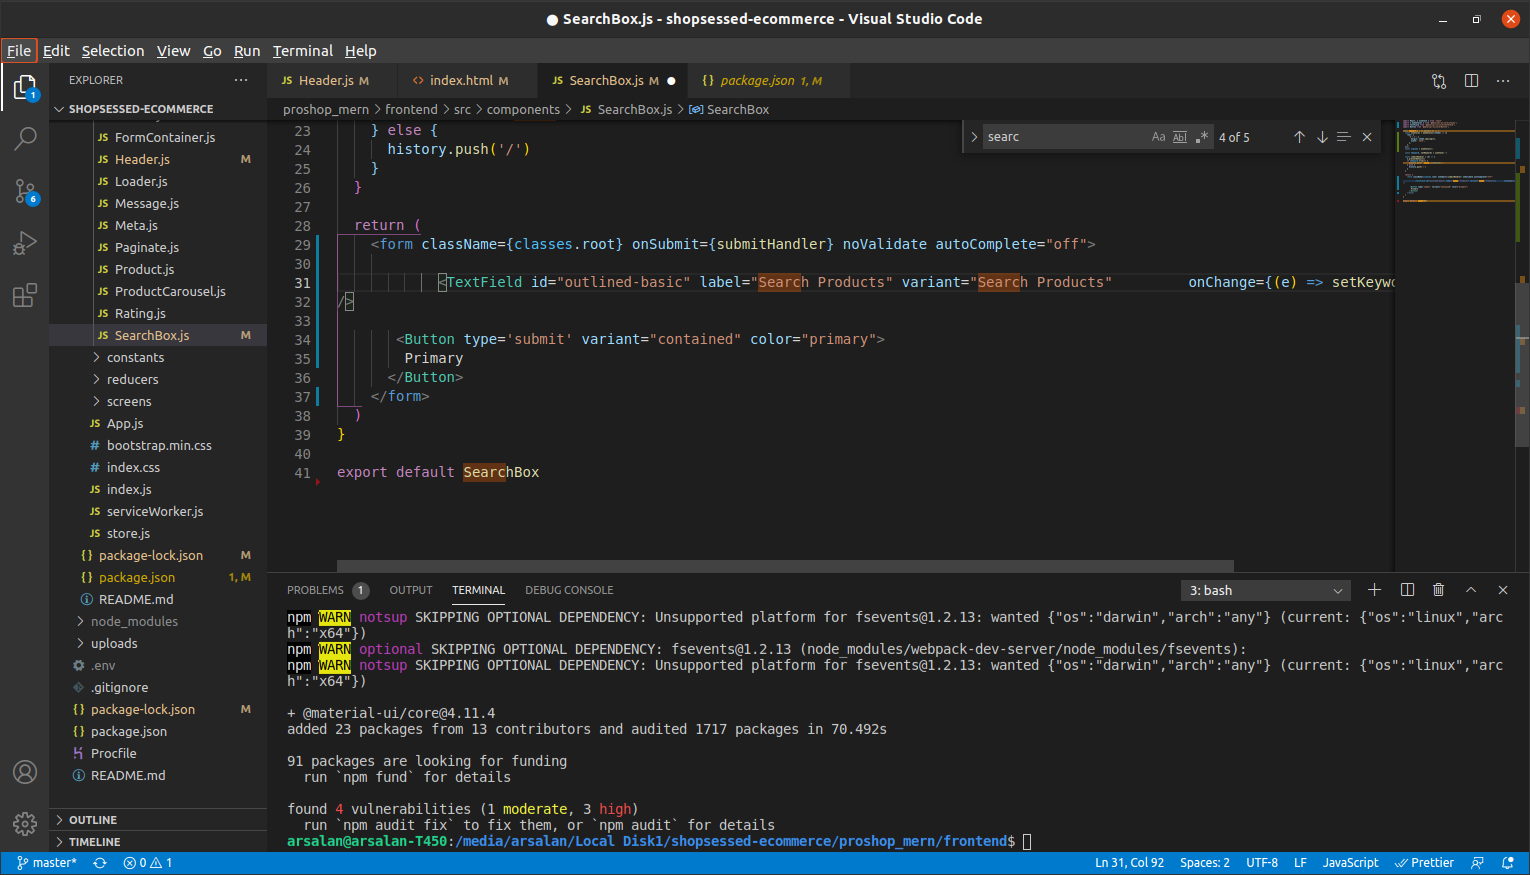 ● SearchBox.js - shopsessed-ecommerce - Visual Studio Code
File Edit Selection View Go Run Terminal Help
EXPLORER
SHOPSESSED-ECOMMERCE
JS FormContainer.js
JS Header.js M
JS Loader.js
JS Message.js
JS Meta.js
JS Paginate.js
JS Product.js
JS ProductCarousel.js
JS Rating.js
JS SearchBox.js M
constants
reducers
screens
JS App.js
# bootstrap.min.css
# index.css
JS index.js
JS serviceWorker.js
JS store.js
{} package-lock.json M
{} package.json 1, M
README.md
node_modules
uploads
.env
.gitignore
{} package-lock.json M
{} package.json
Procfile
README.md
OUTLINE
TIMELINE
1
6
JS Header.js M
<> index.html M
JS SearchBox.js M ●
{} package.json 1, M
proshop_mern > frontend > src > components > JS SearchBox.js > SearchBox
searc Aa Abl .* 4 of 5
23 } else {
24 history.push('/')
25 }
26 }
27
28 return (
29 <form className={classes.root} onSubmit={submitHandler} noValidate autoComplete="off">
30
31 <TextField id="outlined-basic" label="Search Products" variant="Search Products" onChange={(e) => setKeywo
32 />
33
34 <Button type='submit' variant="contained" color="primary">
35 Primary
36 </Button>
37 </form>
38 )
39 }
40
41 export default SearchBox
PROBLEMS 1 OUTPUT TERMINAL DEBUG CONSOLE 3: bash
npm WARN notsup SKIPPING OPTIONAL DEPENDENCY: Unsupported platform for fsevents@1.2.13: wanted {"os":"darwin","arch":"any"} (current: {"os":"linux","arc
h":"x64"})
npm WARN optional SKIPPING OPTIONAL DEPENDENCY: fsevents@1.2.13 (node_modules/webpack-dev-server/node_modules/fsevents):
npm WARN notsup SKIPPING OPTIONAL DEPENDENCY: Unsupported platform for fsevents@1.2.13: wanted {"os":"darwin","arch":"any"} (current: {"os":"linux","arc
h":"x64"})
+ @material-ui/core@4.11.4
added 23 packages from 13 contributors and audited 1717 packages in 70.492s
91 packages are looking for funding
run `npm fund` for details
found 4 vulnerabilities (1 moderate, 3 high)
run `npm audit fix` to fix them, or `npm audit` for details
arsalan@arsalan-T450:/media/arsalan/Local Disk1/shopsessed-ecommerce/proshop_mern/frontend$
master* 0 1 Ln 31, Col 92 Spaces: 2 UTF-8 LF JavaScript Prettier